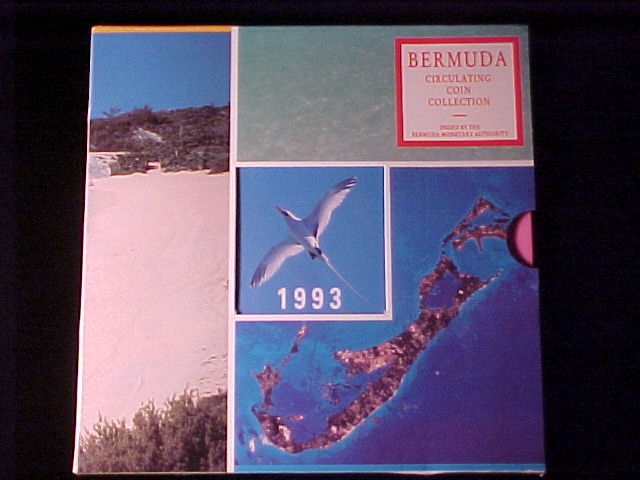 BERMUDA
CIRCULATING
COIN
COLLECTION
ISSUED BY THE
BERMUDA MONETARY AUTHORITY
1993